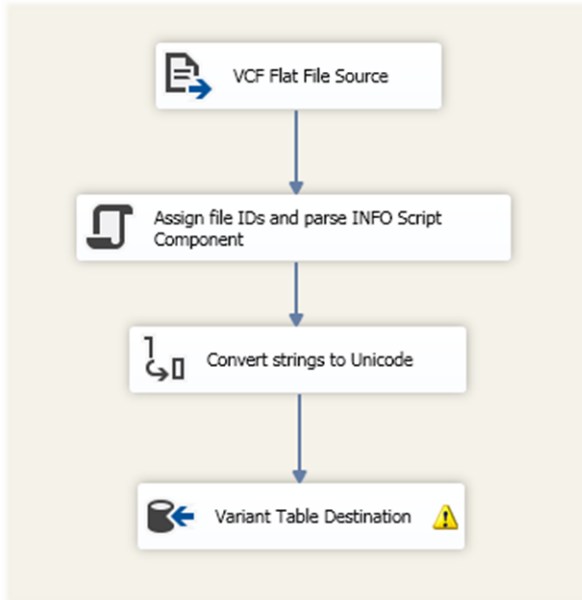 VCF Flat File Source
Assign file IDs and parse INFO Script
Component
Convert strings to Unicode
Variant Table Destination